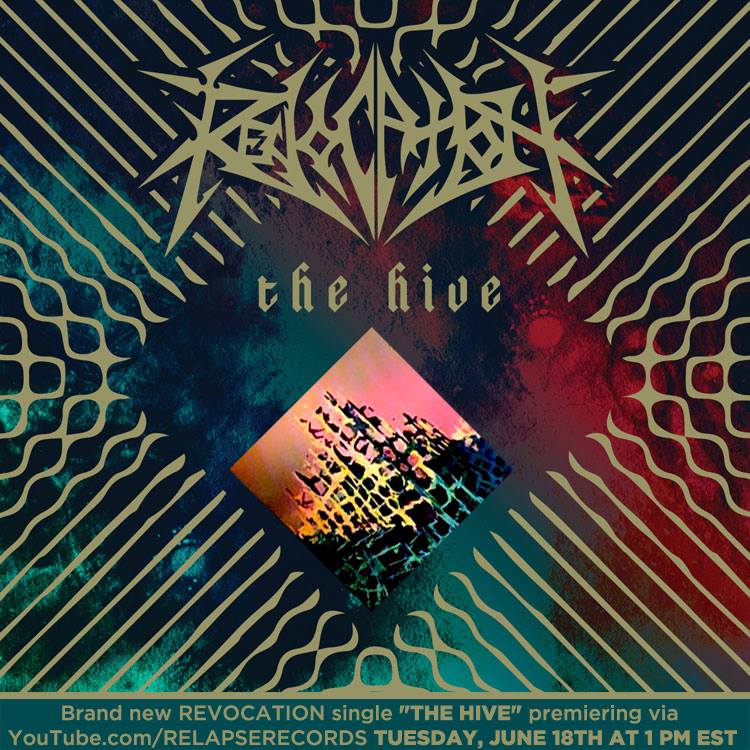 REVOCATION
the hive
Brand new REVOCATION single "THE HIVE" premiering via
YouTube.com/RELAPSERECORDS TUESDAY, JUNE 18TH AT 1 PM EST